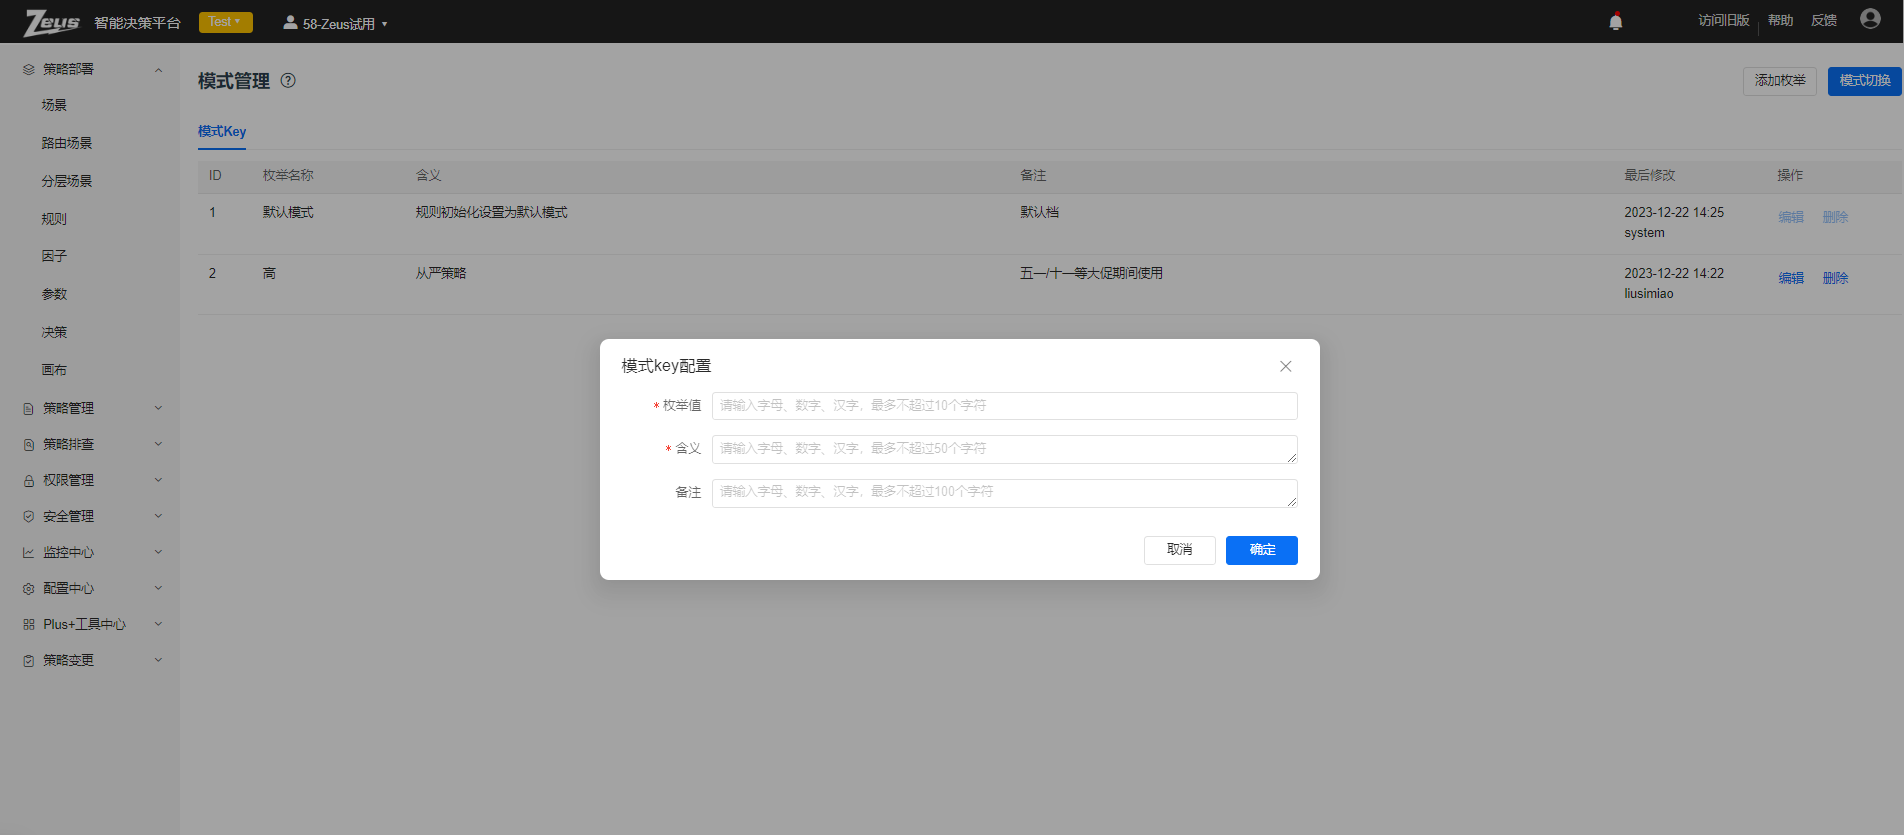 Zeus 智能决策平台 Test 58-Zeus试用 访问旧版 帮助 反馈
策略部署
场景
路由场景
分层场景
规则
因子
参数
决策
画布
策略管理
策略排查
权限管理
安全管理
监控中心
配置中心
Plus+工具中心
策略变更
模式管理 ? 添加枚举 模式切换
模式Key
ID 枚举名称 含义 备注 最后修改 操作
1 默认模式 规则初始化设置为默认模式 默认档 2023-12-22 14:25 编辑 删除
system
2 高 从严策略 五一/十一等大促期间使用 2023-12-22 14:22 编辑 删除
liusimiao
模式key配置
* 枚举值 请输入字母、数字、汉字，最多不超过10个字符
* 含义 请输入字母、数字、汉字，最多不超过50个字符
备注 请输入字母、数字、汉字，最多不超过100个字符
取消 确定